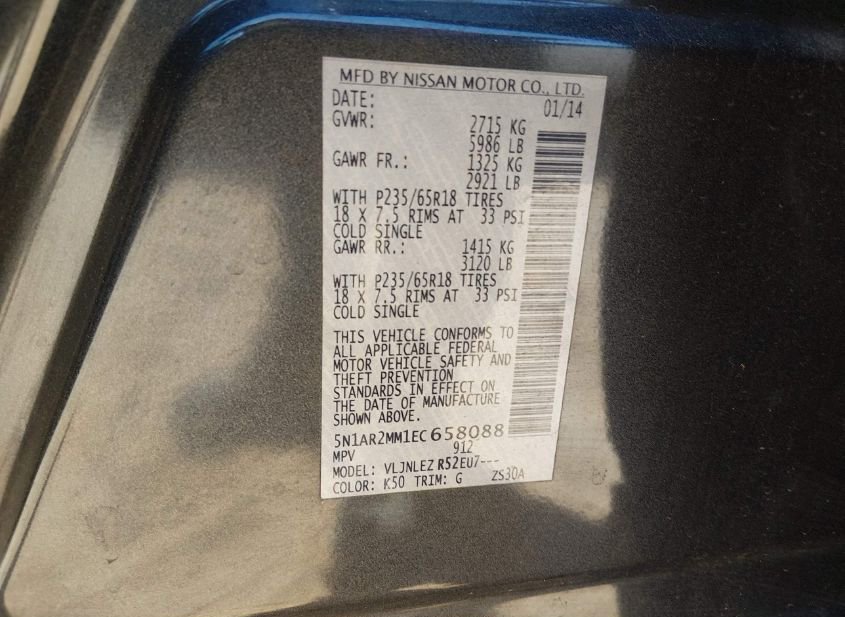 MFD BY NISSAN MOTOR CO., LTD.
DATE: 01/14
GVWR: 2715 KG
5986 LB
GAWR FR.: 1325 KG
2921 LB
WITH P235/65R18 TIRES
18 X 7.5 RIMS AT 33 PSI
COLD SINGLE
GAWR RR.: 1415 KG
3120 LB
WITH P235/65R18 TIRES
18 X 7.5 RIMS AT 33 PSI
COLD SINGLE
THIS VEHICLE CONFORMS TO
ALL APPLICABLE FEDERAL
MOTOR VEHICLE SAFETY AND
THEFT PREVENTION
STANDARDS IN EFFECT ON
THE DATE OF MANUFACTURE
SHOWN ABOVE.
5N1AR2MM1EC658088
MPV 912
MODEL: VLJNLEZ R52EU7---
COLOR: K50 TRIM: G ZS30A